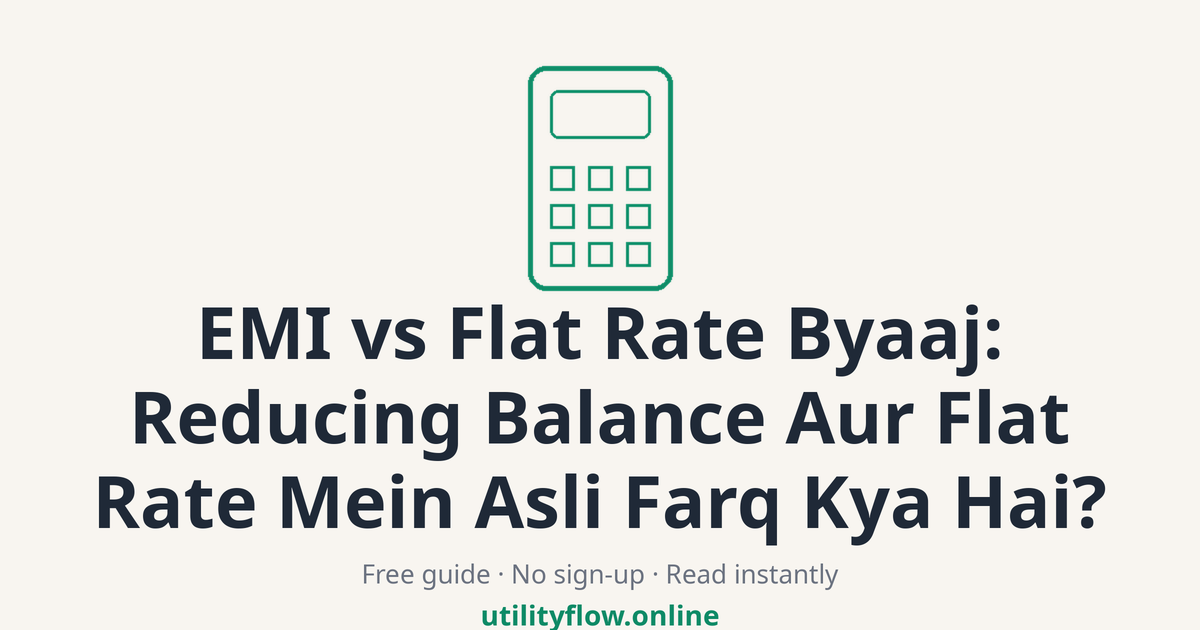 EMI vs Flat Rate Byaaj:
Reducing Balance Aur Flat
Rate Mein Asli Farq Kya Hai?
Free guide · No sign-up · Read instantly
utilityflow.online